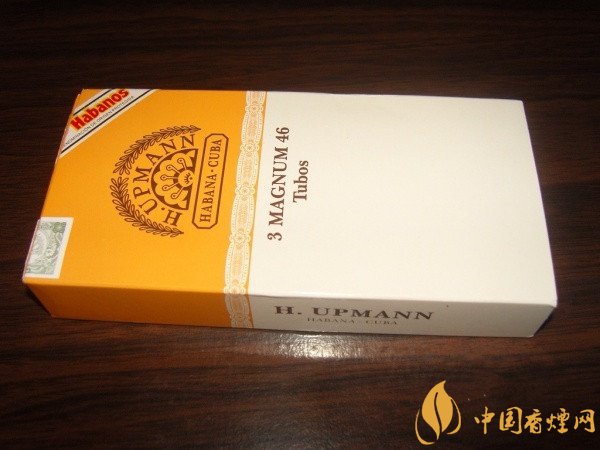 Habanos
H. UPMANN
HABANA-CUBA
3 MAGNUM 46
Tubos
H. UPMANN
HABANA - CUBA
中国香烟网